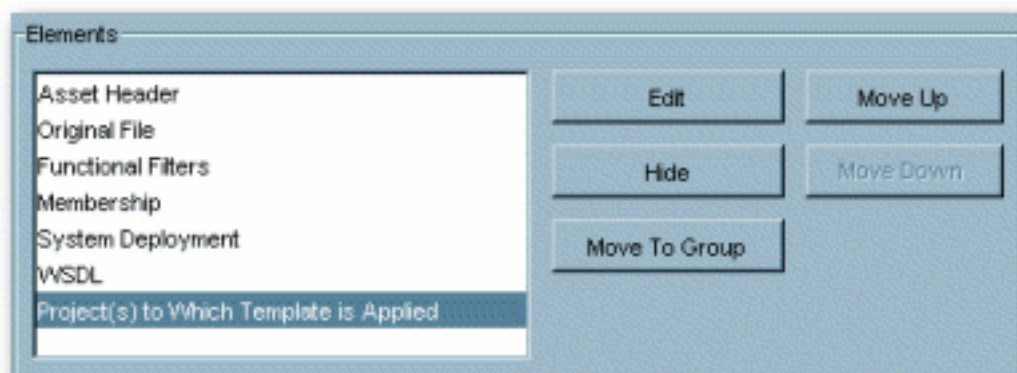 Elements
Asset Header
Original File
Functional Filters
Membership
System Deployment
WSDL
Project(s) to Which Template is Applied
Edit
Move Up
Hide
Move Down
Move To Group